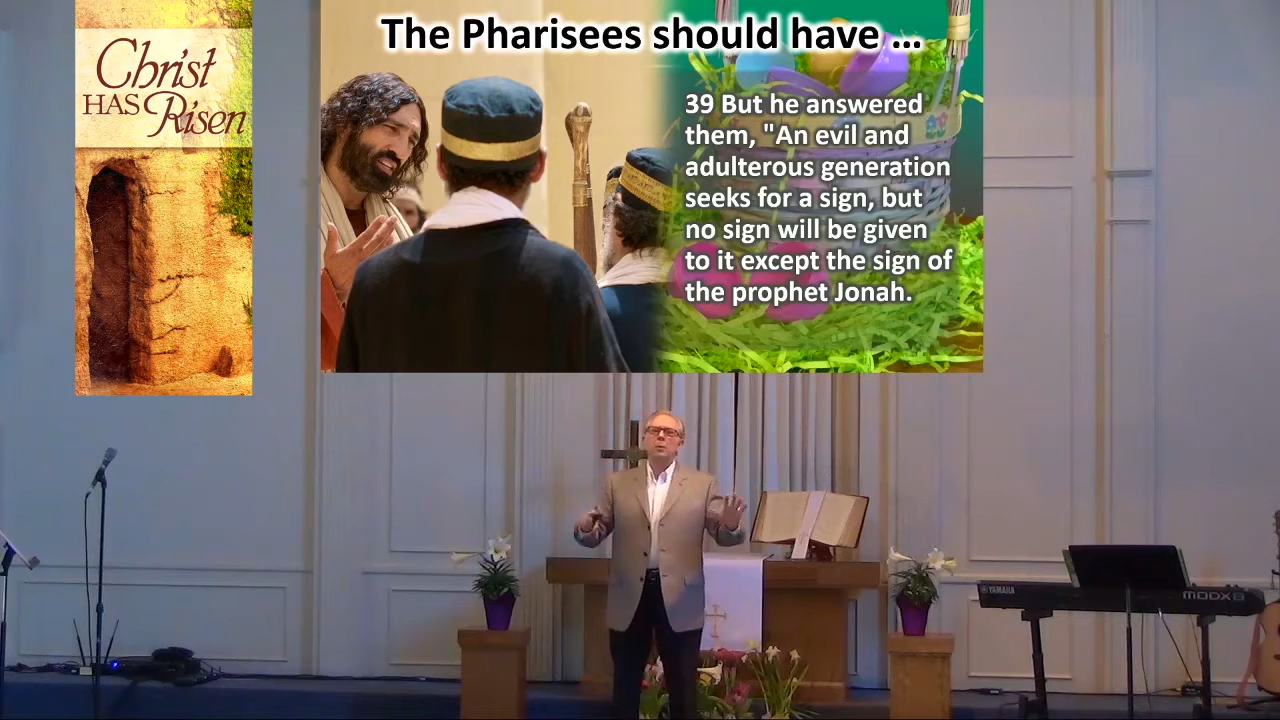 Christ
HAS Risen
The Pharisees should have ...
39 But he answered
them, "An evil and
adulterous generation
seeks for a sign, but
no sign will be given
to it except the sign of
the prophet Jonah.
YAMAHA
MODX8